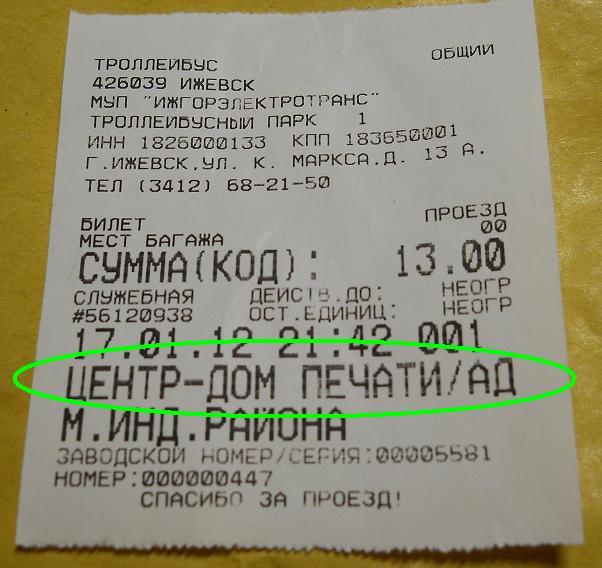 ТРОЛЛЕЙБУС ОБЩИЙ
426039 ИЖЕВСК
МУП "ИЖГОРЭЛЕКТРОТРАНС"
ТРОЛЛЕЙБУСНЫЙ ПАРК 1
ИНН 1826000133 КПП 183650001
Г.ИЖЕВСК,УЛ. К. МАРКСА,Д. 13 А.
ТЕЛ (3412) 68-21-50
БИЛЕТ ПРОЕЗД
МЕСТ БАГАЖА 00
СУММА(КОД): 13.00
СЛУЖЕБНАЯ ДЕЙСТВ.ДО: НЕОГР
#56120938 ОСТ.ЕДИНИЦ: НЕОГР
17.01.12 21:42 001
ЦЕНТР-ДОМ ПЕЧАТИ/АД
М.ИНД.РАЙОНА
ЗАВОДСКОЙ НОМЕР/СЕРИЯ:00005581
НОМЕР:000000447
СПАСИБО ЗА ПРОЕЗД!